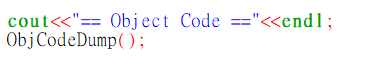 cout<<"== Object Code =="<<endl;
ObjCodeDump();